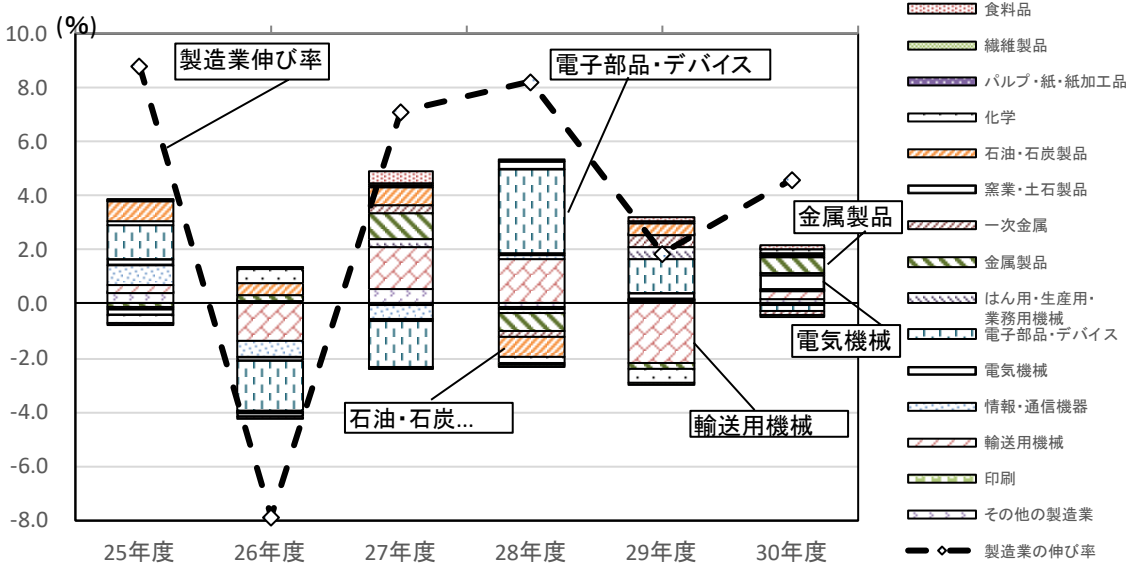 (%)
10.0
8.0
6.0
4.0
2.0
0.0
-2.0
-4.0
-6.0
-8.0
25年度
26年度
27年度
28年度
29年度
30年度
製造業伸び率
電子部品・デバイス
金属製品
電気機械
石油・石炭…
輸送用機械
食料品
繊維製品
パルプ・紙・紙加工品
化学
石油・石炭製品
窯業・土石製品
一次金属
金属製品
はん用・生産用・
業務用機械
電子部品・デバイス
電気機械
情報・通信機器
輸送用機械
印刷
その他の製造業
製造業の伸び率